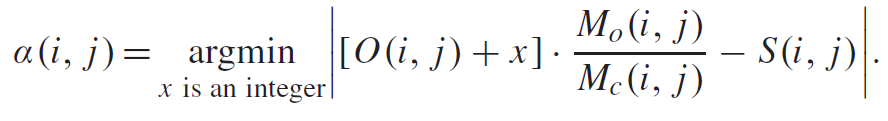 α(i, j) = argmin |[O(i, j) + x] · M_o(i, j) / M_c(i, j) − S(i, j)|.
x is an integer